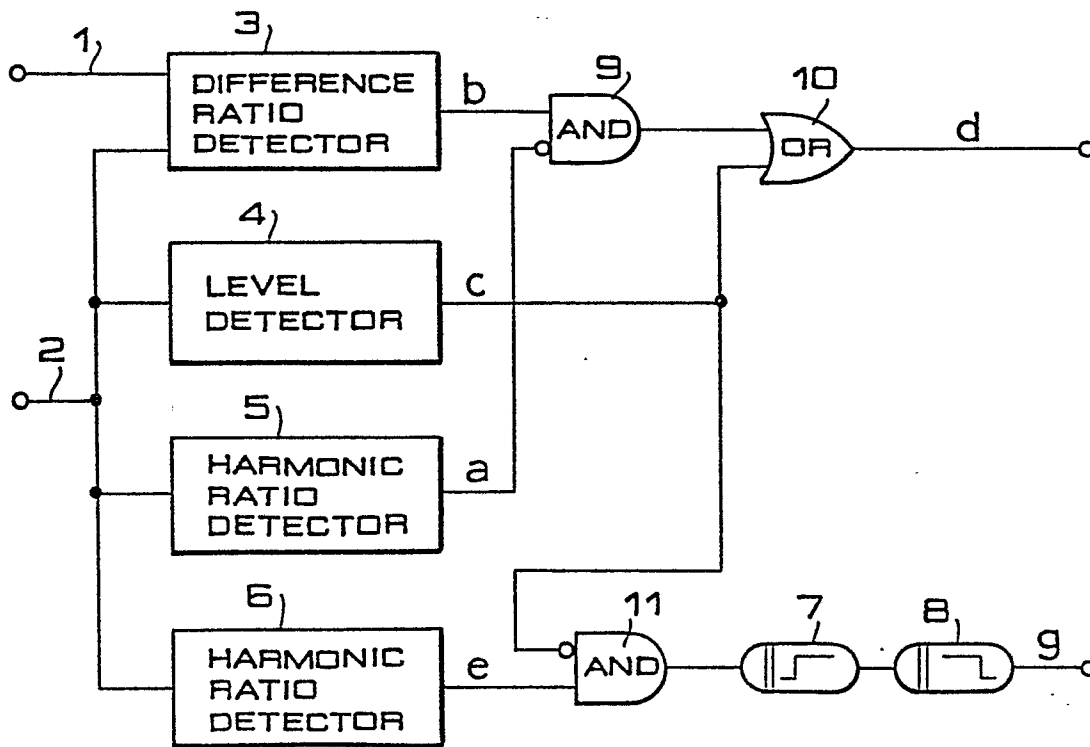 3
1
DIFFERENCE
RATIO
DETECTOR
b
9
AND
10
OR
d
4
LEVEL
DETECTOR
c
2
5
HARMONIC
RATIO
DETECTOR
a
6
HARMONIC
RATIO
DETECTOR
e
11
AND
7
8
g